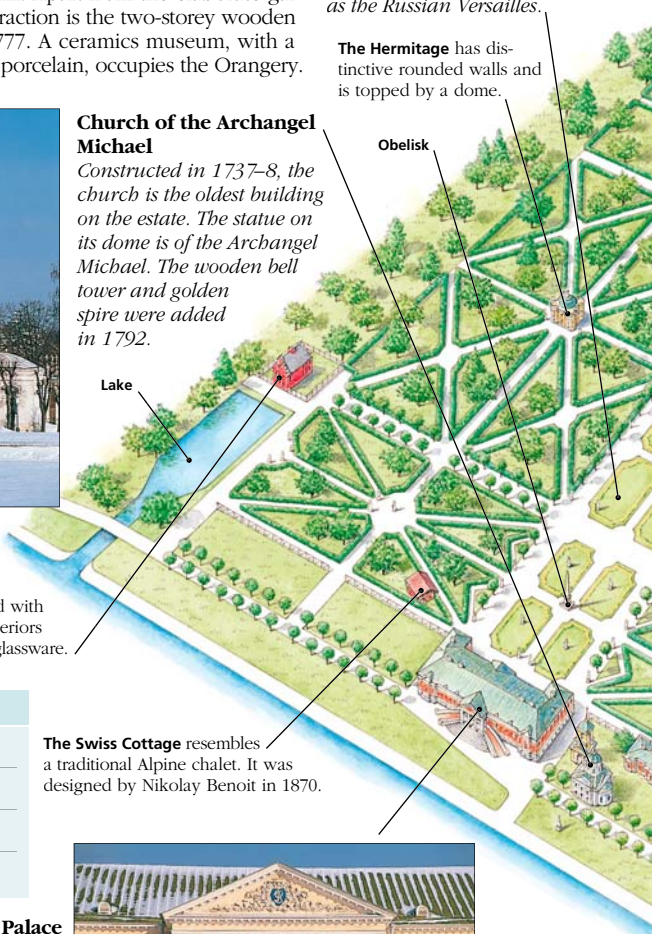 raction is the two-storey wooden
777. A ceramics museum, with a
porcelain, occupies the Orangery.
as the Russian Versailles.
The Hermitage has dis-
tinctive rounded walls and
is topped by a dome.
Church of the Archangel
Michael
Constructed in 1737–8, the
church is the oldest building
on the estate. The statue on
its dome is of the Archangel
Michael. The wooden bell
tower and golden
spire were added
in 1792.
Obelisk
Lake
d with
eriors
glassware.
The Swiss Cottage resembles
a traditional Alpine chalet. It was
designed by Nikolay Benoit in 1870.
Palace